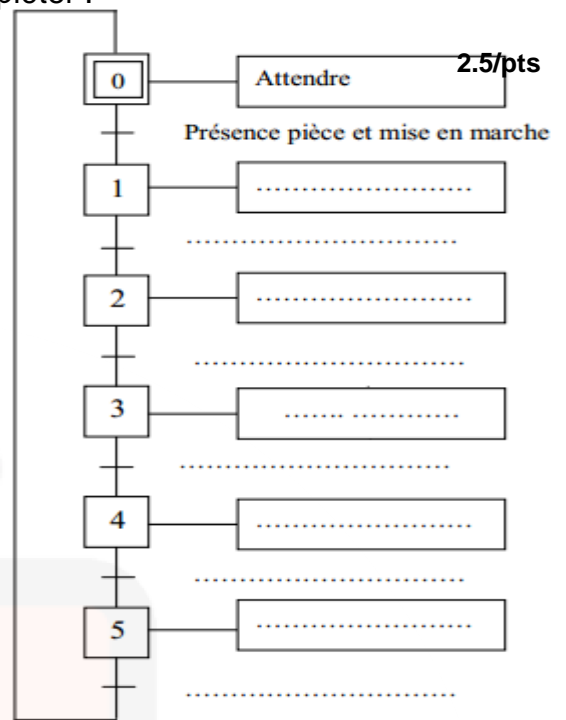 2.5/pts
0 Attendre
Présence pièce et mise en marche
1 ........................
..............................
2 ........................
..............................
3 ....... ............
..............................
4 ........................
..............................
5 ........................
..............................